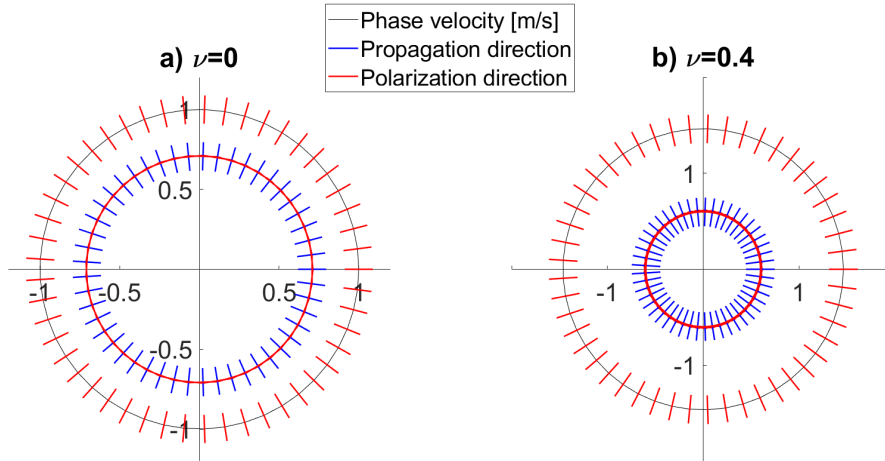 Phase velocity [m/s]
Propagation direction
Polarization direction
a) ν=0
1
0.5
-1
-0.5
0.5
1
-0.5
-1
b) ν=0.4
1
-1
1
-1